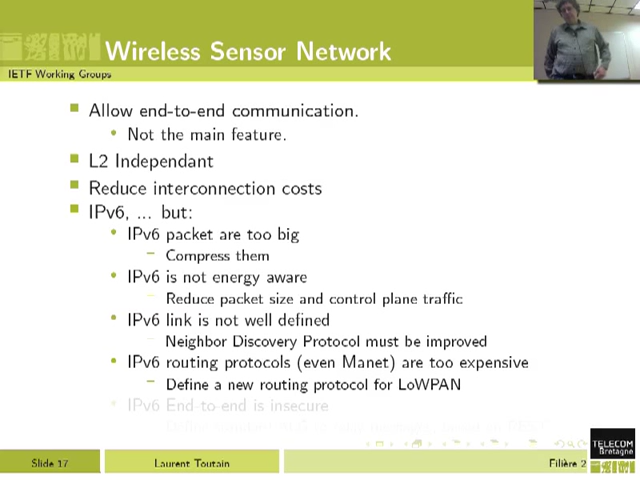 Wireless Sensor Network
IETF Working Groups
Allow end-to-end communication.
Not the main feature.
L2 Independant
Reduce interconnection costs
IPv6, ... but:
IPv6 packet are too big
Compress them
IPv6 is not energy aware
Reduce packet size and control plane traffic
IPv6 link is not well defined
Neighbor Discovery Protocol must be improved
IPv6 routing protocols (even Manet) are too expensive
Define a new routing protocol for LoWPAN
IPv6 End-to-end is insecure
Slide 17
Laurent Toutain
Filière 2
TELECOM
Bretagne